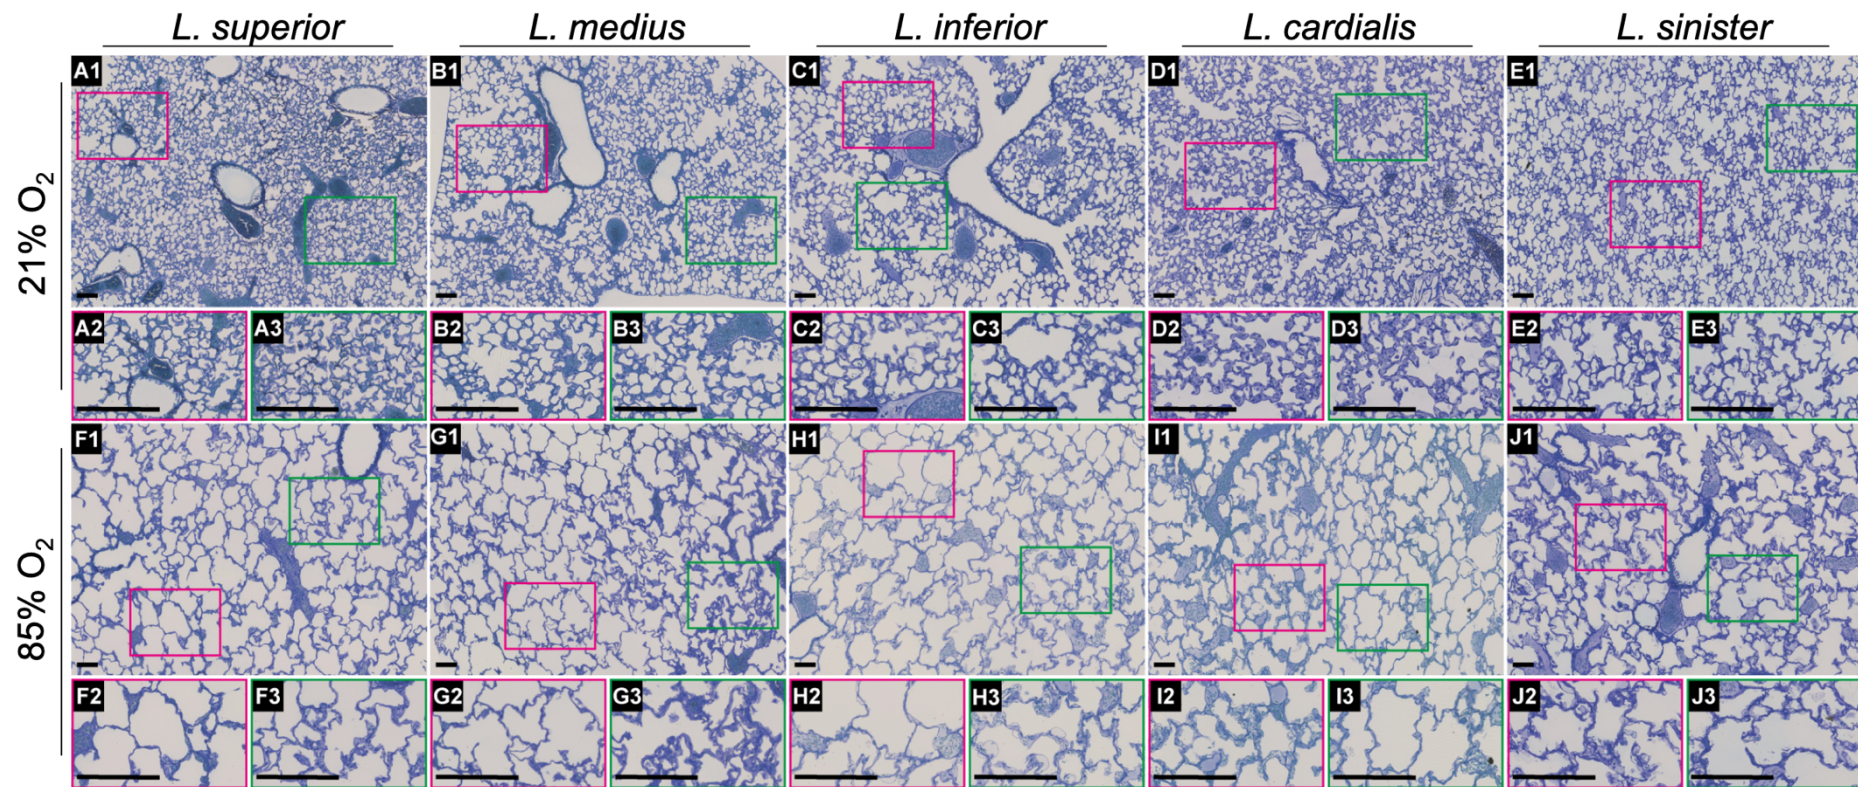 L. superior L. medius L. inferior L. cardialis L. sinister
21% O₂
A1 B1 C1 D1 E1
A2 A3 B2 B3 C2 C3 D2 D3 E2 E3
85% O₂
F1 G1 H1 I1 J1
F2 F3 G2 G3 H2 H3 I2 I3 J2 J3